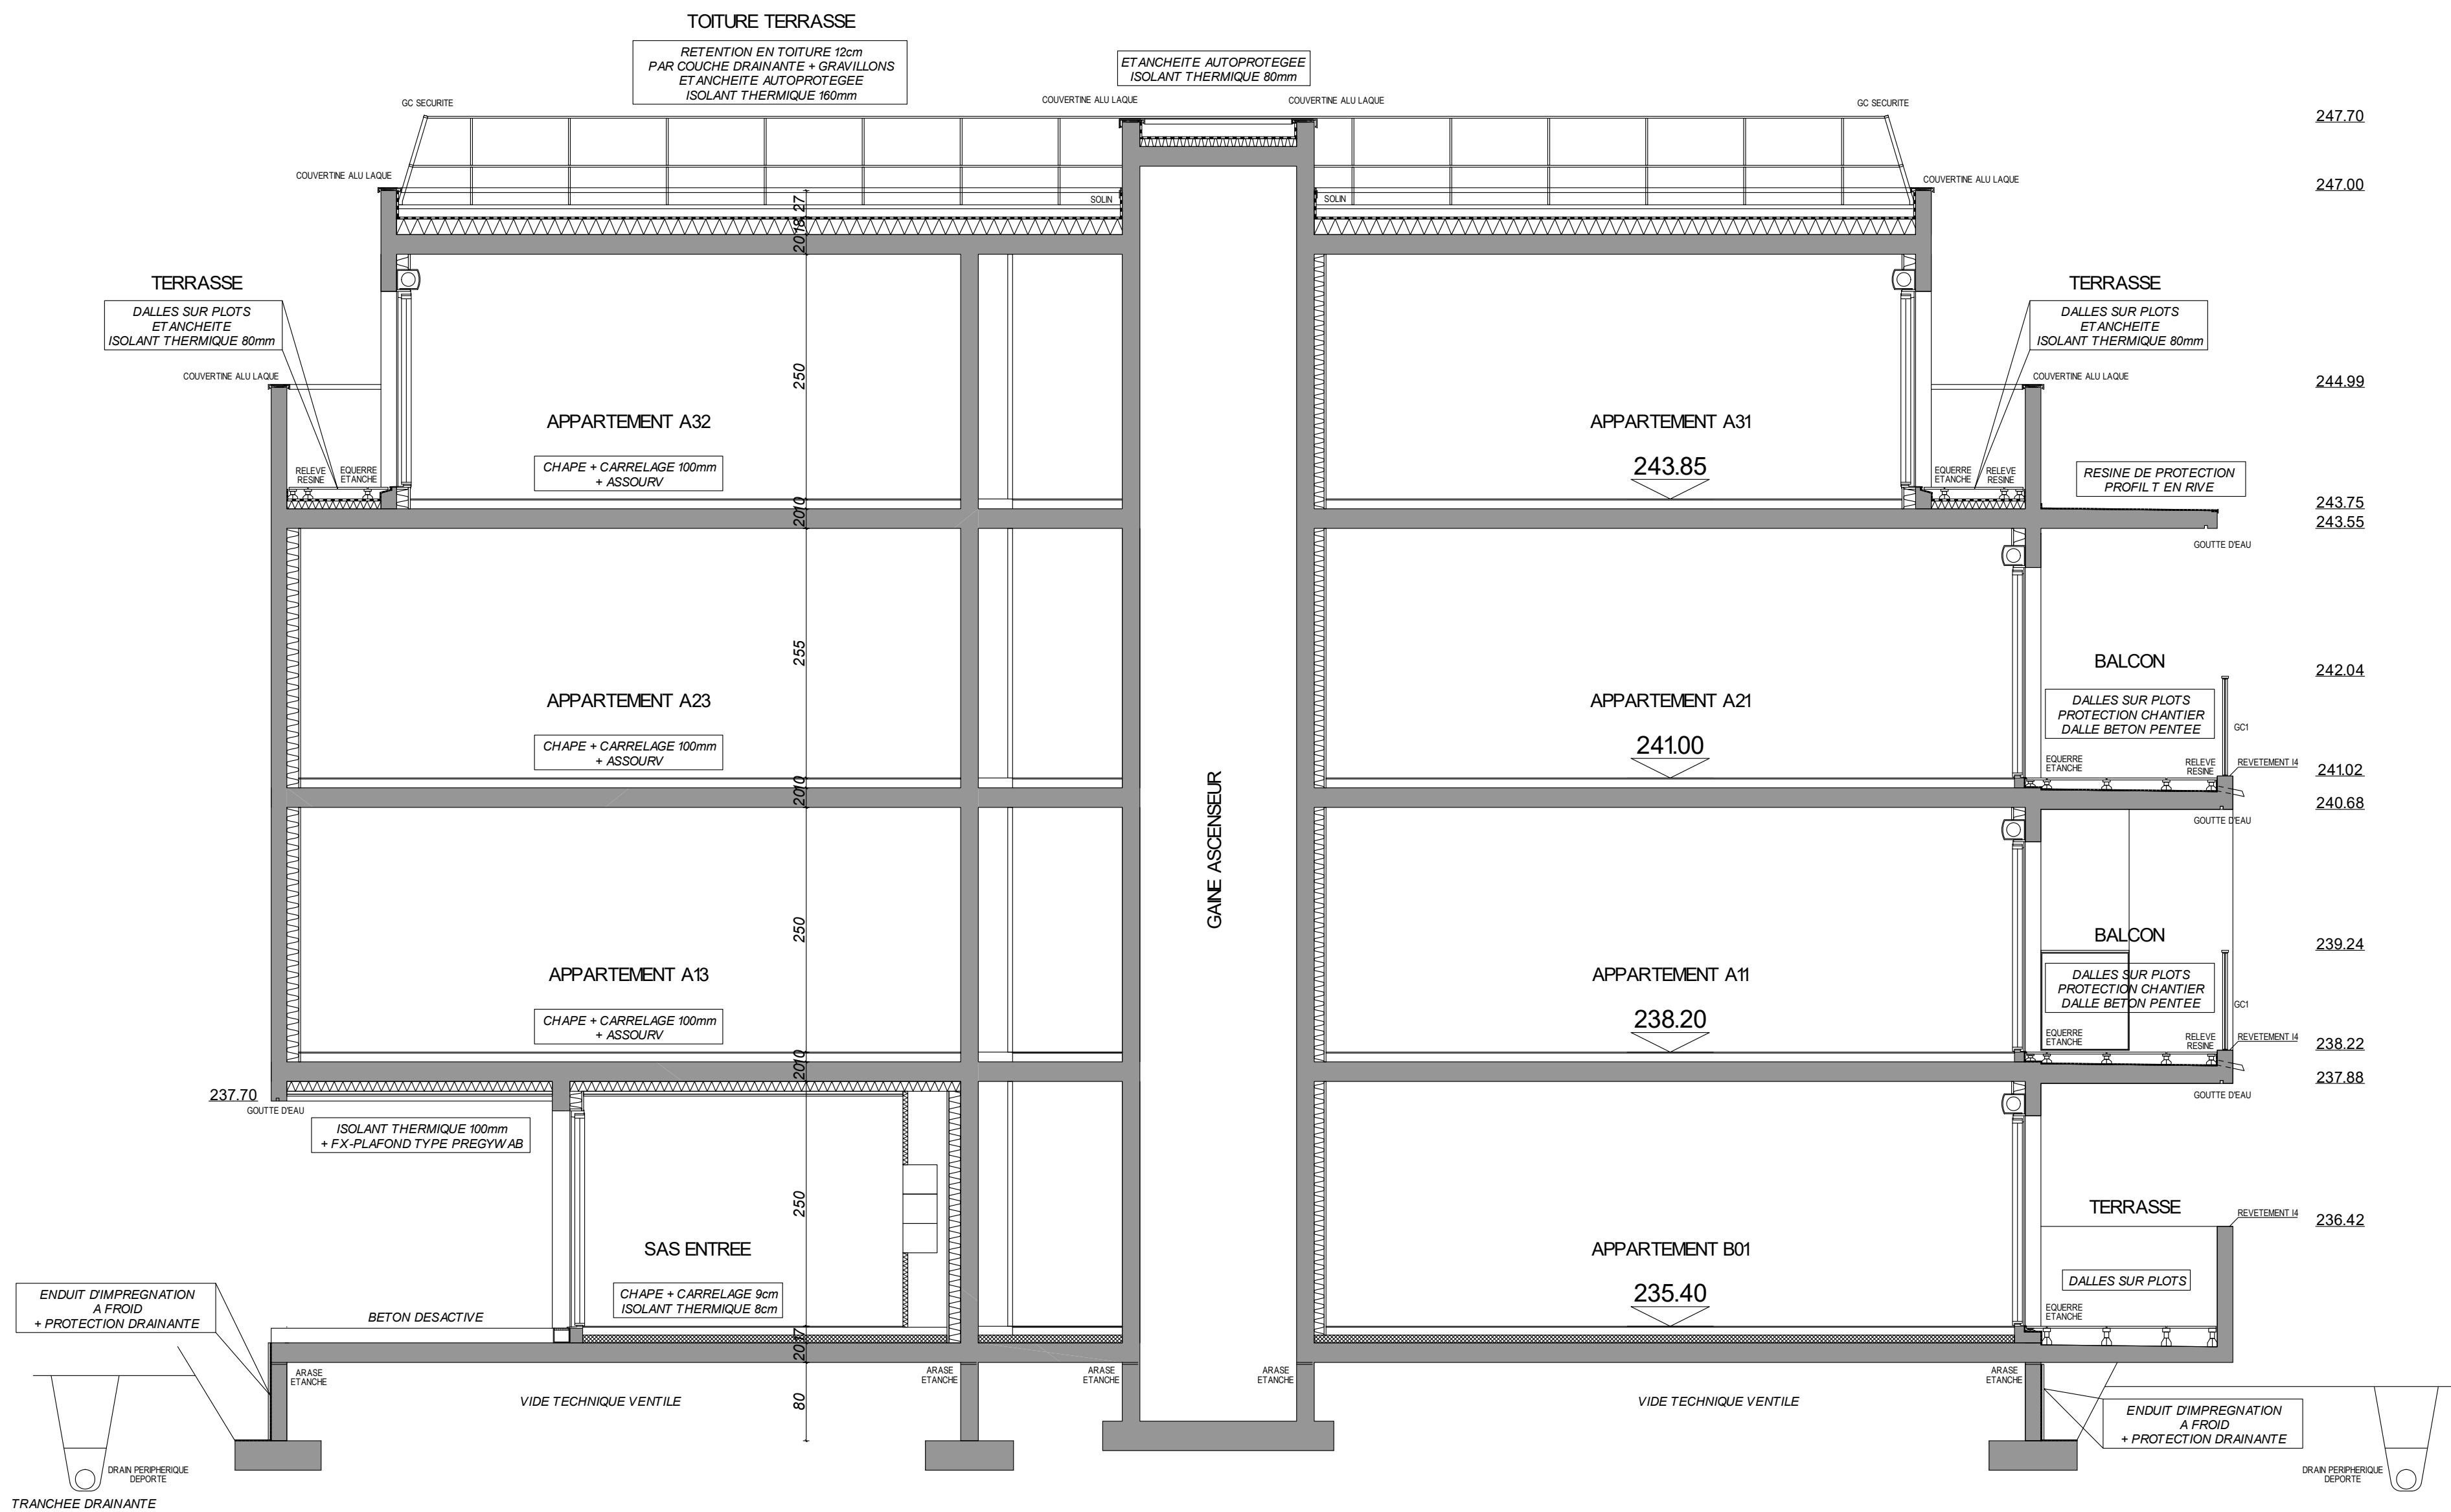 TOITURE TERRASSE
RETENTION EN TOITURE 12cm
PAR COUCHE DRAINANTE + GRAVILLONS
ETANCHEITE AUTOPROTEGEE
ISOLANT THERMIQUE 160mm
ETANCHEITE AUTOPROTEGEE
ISOLANT THERMIQUE 80mm
GC SECURITE
COUVERTINE ALU LAQUE
COUVERTINE ALU LAQUE
GC SECURITE
247.70
COUVERTINE ALU LAQUE
COUVERTINE ALU LAQUE
247.00
SOLIN
SOLIN
27
18
20
TERRASSE
DALLES SUR PLOTS
ETANCHEITE
ISOLANT THERMIQUE 80mm
TERRASSE
DALLES SUR PLOTS
ETANCHEITE
ISOLANT THERMIQUE 80mm
COUVERTINE ALU LAQUE
250
COUVERTINE ALU LAQUE
244.99
APPARTEMENT A32
APPARTEMENT A31
RELEVE
RESINE
EQUERRE
ETANCHE
CHAPE + CARRELAGE 100mm
+ ASSOURV
243.85
EQUERRE
ETANCHE
RELEVE
RESINE
RESINE DE PROTECTION
PROFIL T EN RIVE
243.75
243.55
10
20
GOUTTE D'EAU
255
BALCON
242.04
APPARTEMENT A23
APPARTEMENT A21
DALLES SUR PLOTS
PROTECTION CHANTIER
DALLE BETON PENTEE
GC1
CHAPE + CARRELAGE 100mm
+ ASSOURV
241.00
EQUERRE
ETANCHE
RELEVE
RESINE
REVETEMENT I4
241.02
10
20
240.68
GOUTTE D'EAU
GAINE ASCENSEUR
250
BALCON
239.24
APPARTEMENT A13
APPARTEMENT A11
DALLES SUR PLOTS
PROTECTION CHANTIER
DALLE BETON PENTEE
GC1
CHAPE + CARRELAGE 100mm
+ ASSOURV
238.20
EQUERRE
ETANCHE
RELEVE
RESINE
REVETEMENT I4
238.22
10
20
237.88
237.70
GOUTTE D'EAU
GOUTTE D'EAU
ISOLANT THERMIQUE 100mm
+ FX-PLAFOND TYPE PREGYWAB
250
TERRASSE
REVETEMENT I4
236.42
SAS ENTREE
APPARTEMENT B01
DALLES SUR PLOTS
ENDUIT D'IMPREGNATION
A FROID
+ PROTECTION DRAINANTE
BETON DESACTIVE
CHAPE + CARRELAGE 9cm
ISOLANT THERMIQUE 8cm
235.40
EQUERRE
ETANCHE
17
20
ARASE
ETANCHE
ARASE
ETANCHE
ARASE
ETANCHE
ARASE
ETANCHE
ARASE
ETANCHE
VIDE TECHNIQUE VENTILE
80
VIDE TECHNIQUE VENTILE
ENDUIT D'IMPREGNATION
A FROID
+ PROTECTION DRAINANTE
DRAIN PERIPHERIQUE
DEPORTE
DRAIN PERIPHERIQUE
DEPORTE
TRANCHEE DRAINANTE